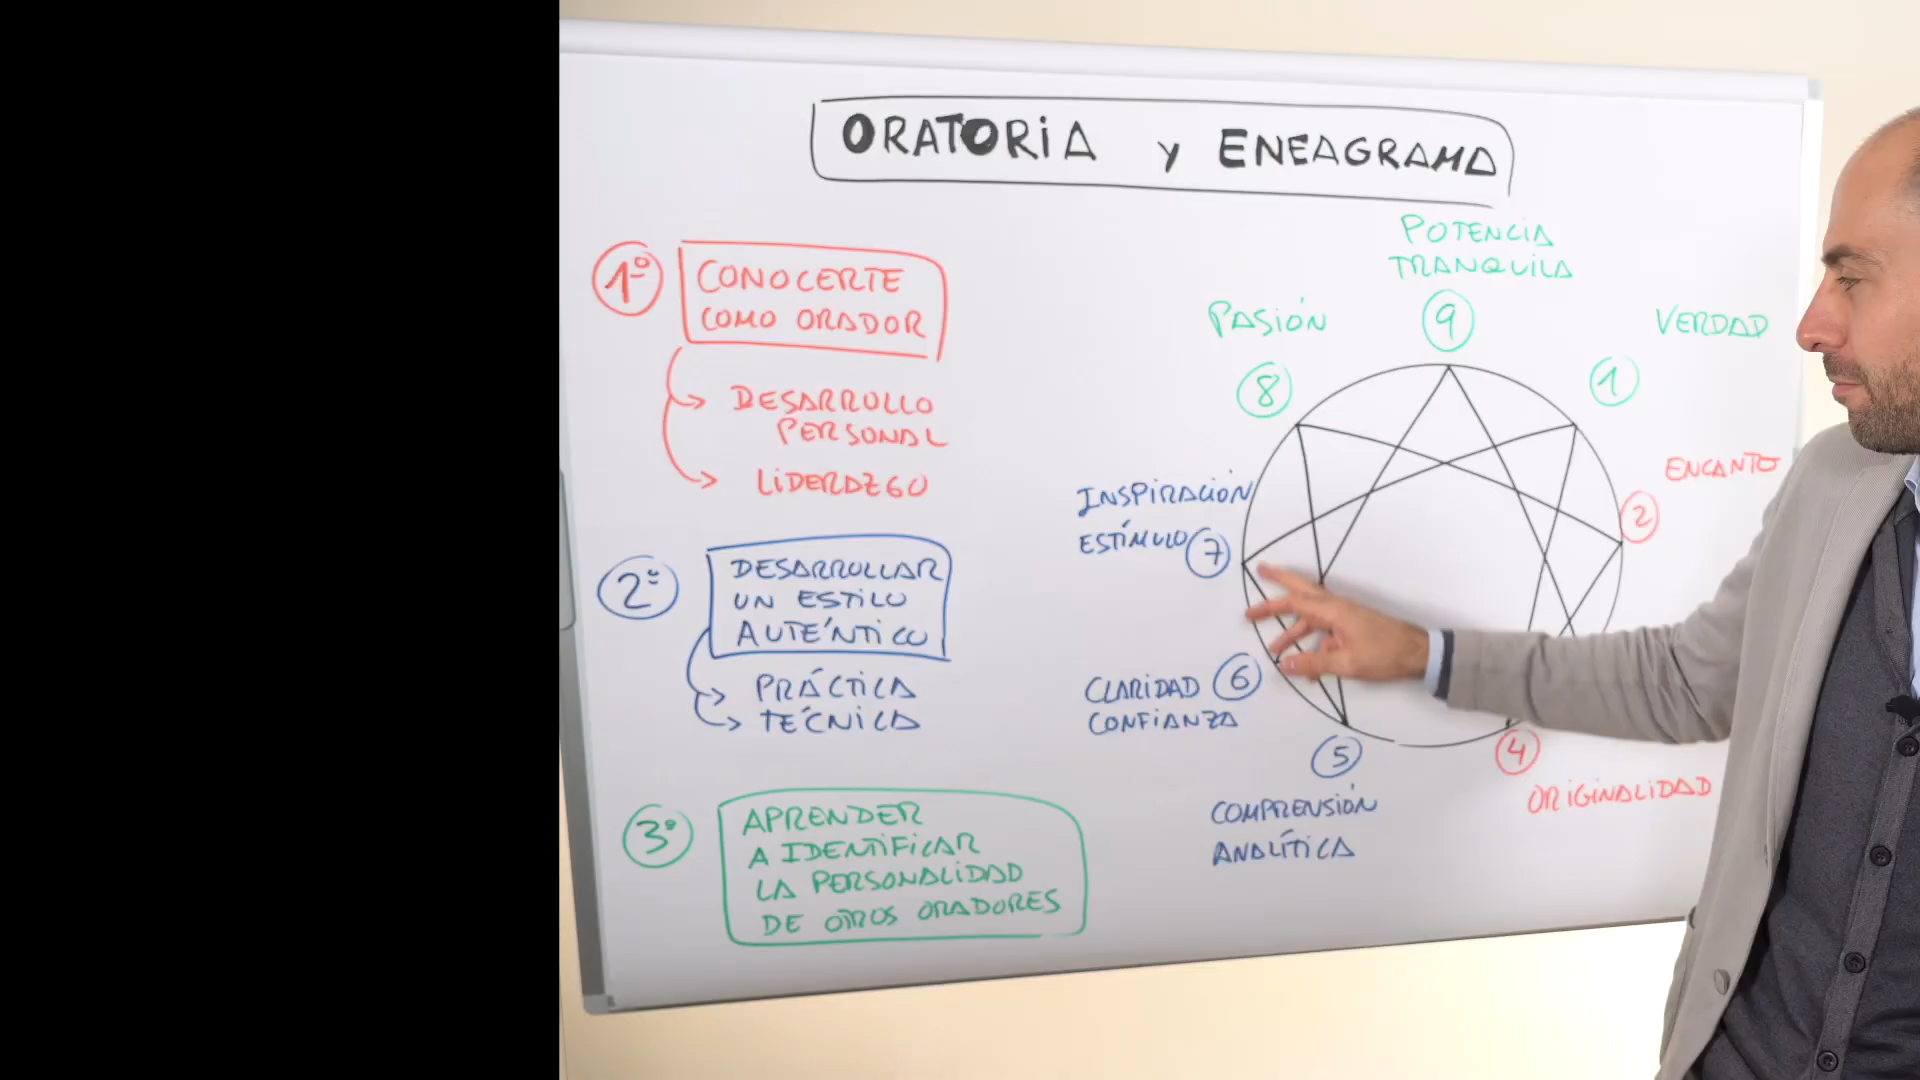 ORATORIA y ENEAGRAMA
1º
CONOCERTE
COMO ORADOR
DESARROLLO
PERSONAL
LIDERAZGO
2º
DESARROLLAR
UN ESTILO
AUTÉNTICO
PRÁCTICA
TÉCNICA
3º
APRENDER
A IDENTIFICAR
LA PERSONALIDAD
DE OTROS ORADORES
POTENCIA
TRANQUILA
9
PASIÓN
8
VERDAD
1
ENCANTO
2
INSPIRACIÓN
ESTÍMULO 7
CLARIDAD 6
CONFIANZA
5
COMPRENSIÓN
ANALÍTICA
4
ORIGINALIDAD